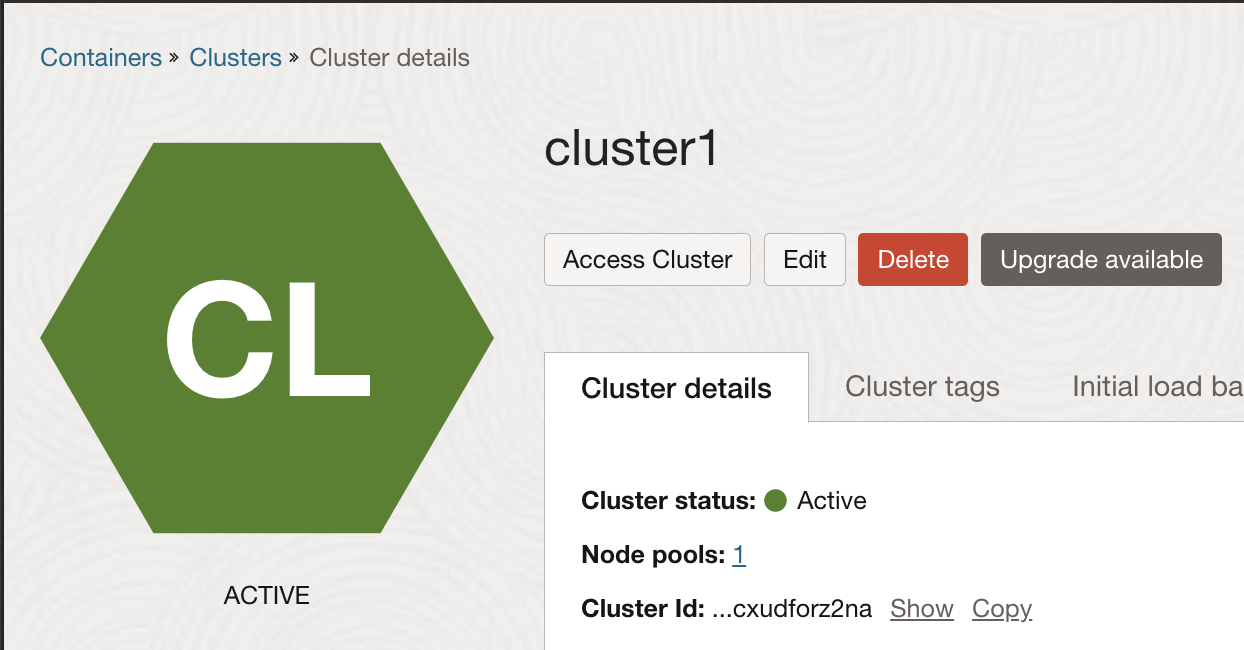 Containers » Clusters » Cluster details
cluster1
Access Cluster Edit Delete Upgrade available
CL
ACTIVE
Cluster details Cluster tags Initial load ba
Cluster status: Active
Node pools: 1
Cluster Id: ...cxudforz2na Show Copy